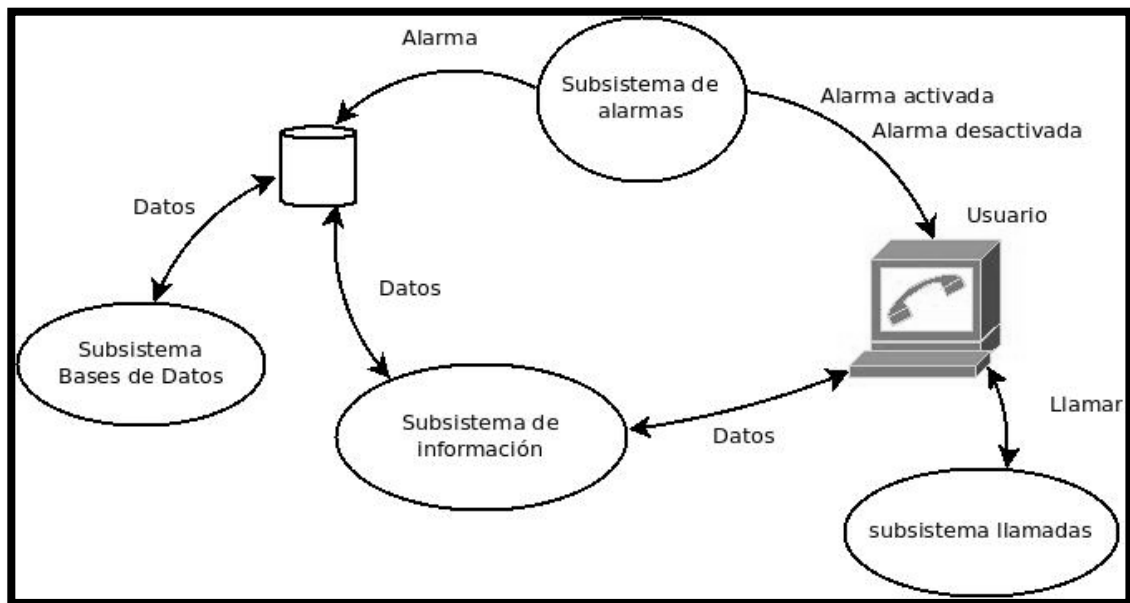 Alarma
Subsistema de
alarmas
Alarma activada
Alarma desactivada
Datos
Usuario
Datos
Subsistema
Bases de Datos
Subsistema de
información
Datos
Llamar
subsistema llamadas